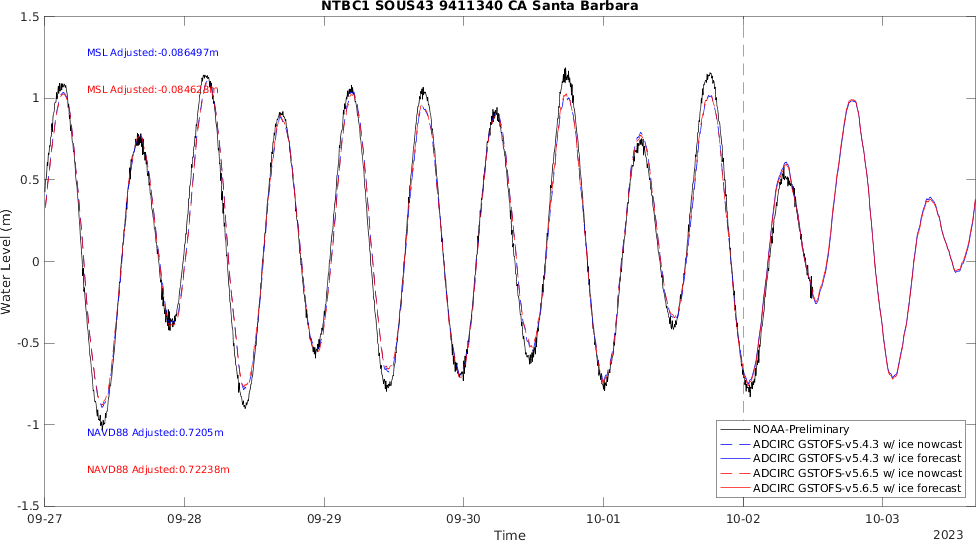 NTBC1 SOUS43 9411340 CA Santa Barbara
1.5
1
0.5
0
-0.5
-1
-1.5
Water Level (m)
MSL Adjusted:-0.086497m
MSL Adjusted:-0.084628m
NAVD88 Adjusted:0.7205m
NAVD88 Adjusted:0.72238m
NOAA-Preliminary
ADCIRC GSTOFS-v5.4.3 w/ ice nowcast
ADCIRC GSTOFS-v5.4.3 w/ ice forecast
ADCIRC GSTOFS-v5.6.5 w/ ice nowcast
ADCIRC GSTOFS-v5.6.5 w/ ice forecast
09-27 09-28 09-29 09-30 10-01 10-02 10-03
Time
2023